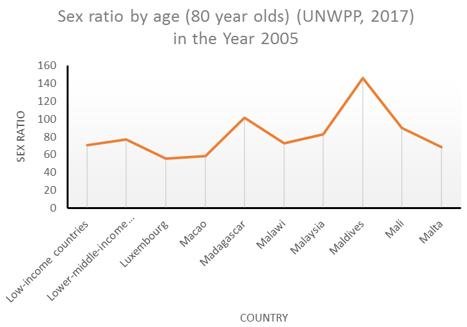 Sex ratio by age (80 year olds) (UNWPP, 2017)
in the Year 2005
SEX RATIO
160
140
120
100
80
60
40
20
0
Low-income countries
Lower-middle-income...
Luxembourg
Macao
Madagascar
Malawi
Malaysia
Maldives
Mali
Malta
COUNTRY